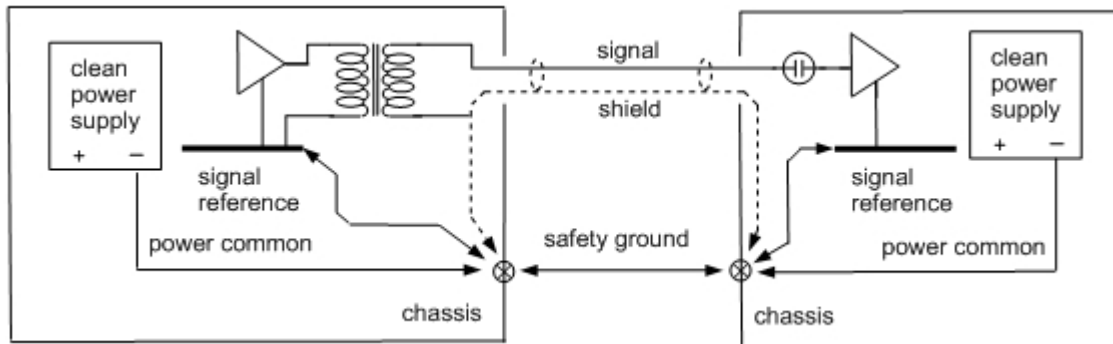 clean
power
supply
+ −
signal
reference
power common
chassis
signal
shield
safety ground
clean
power
supply
+ −
signal
reference
power common
chassis